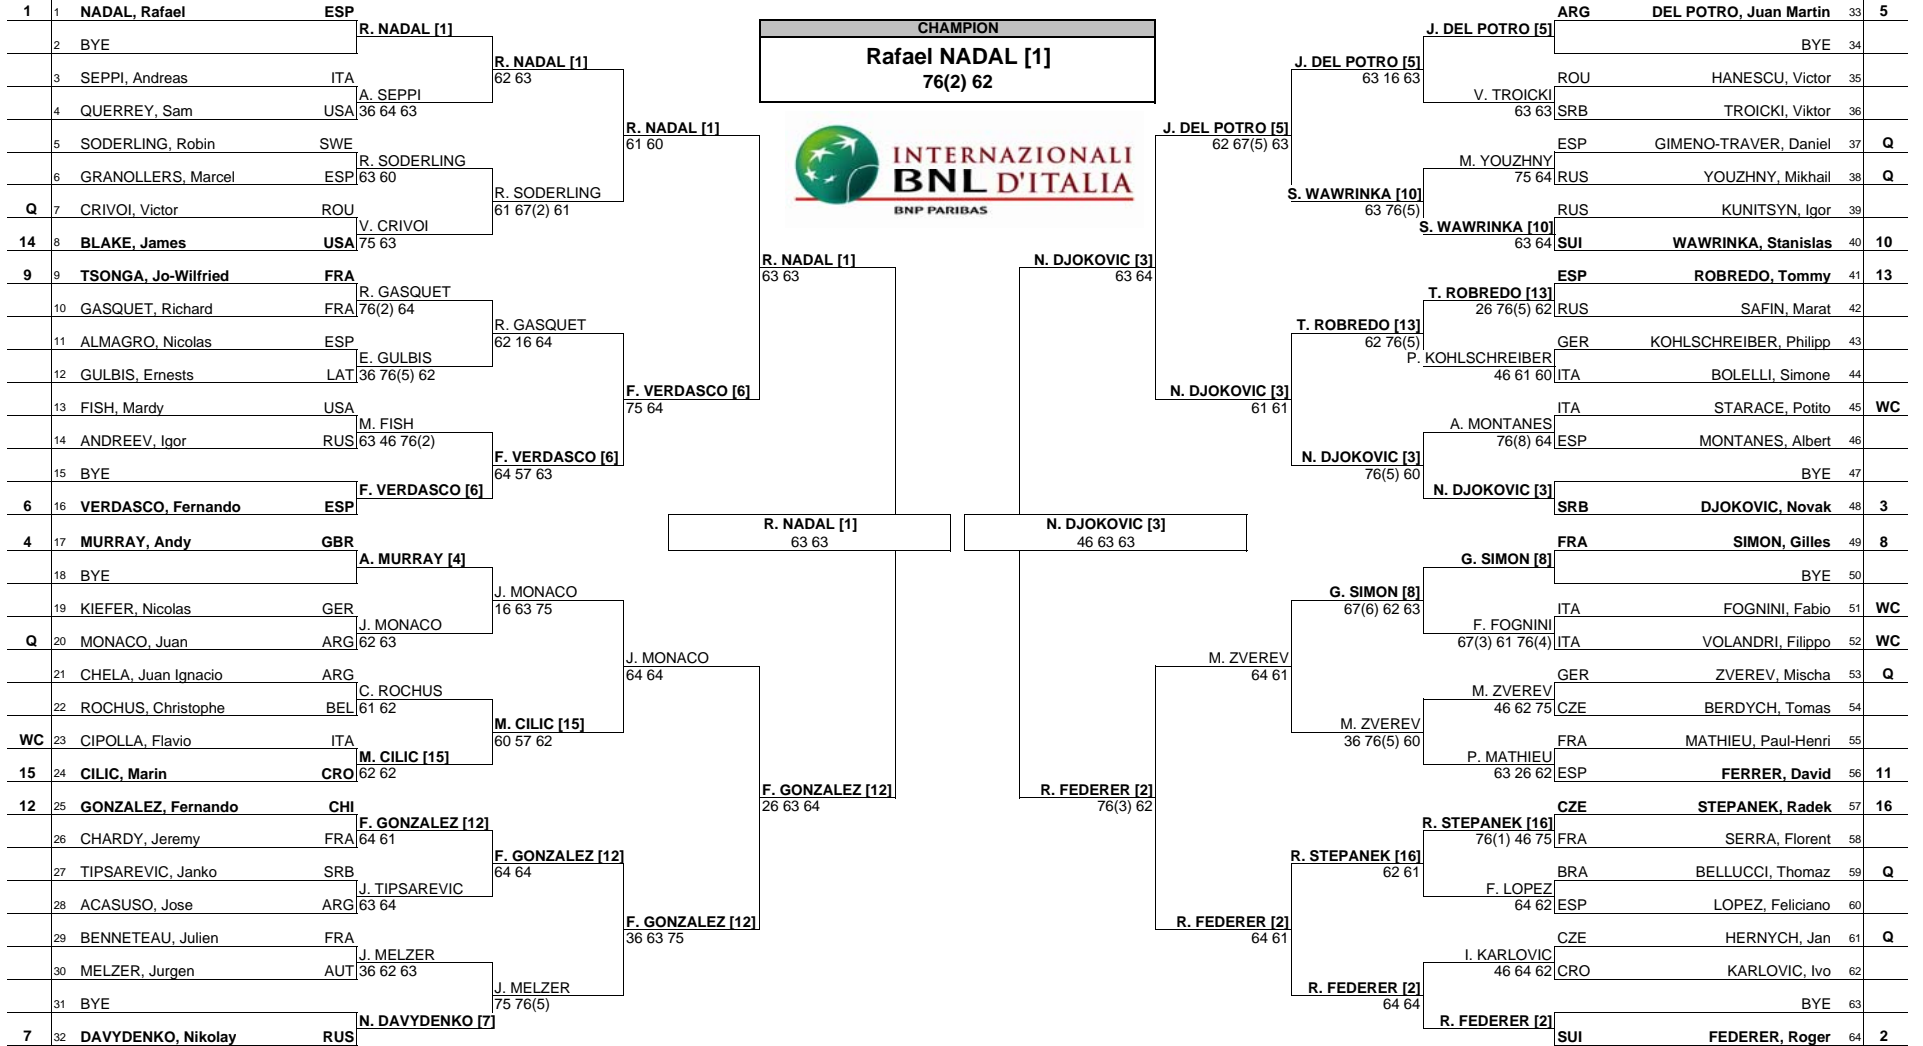 CHAMPION
Rafael NADAL [1]
76(2) 62
INTERNAZIONALI
BNL D'ITALIA
BNP PARIBAS
1 1 NADAL, Rafael ESP
R. NADAL [1]
2 BYE
R. NADAL [1]
62 63
3 SEPPI, Andreas ITA
A. SEPPI
4 QUERREY, Sam USA 36 64 63
R. NADAL [1]
61 60
5 SODERLING, Robin SWE
R. SODERLING
6 GRANOLLERS, Marcel ESP 63 60
R. SODERLING
61 67(2) 61
Q 7 CRIVOI, Victor ROU
V. CRIVOI
14 8 BLAKE, James USA 75 63
R. NADAL [1]
63 63
9 9 TSONGA, Jo-Wilfried FRA
R. GASQUET
10 GASQUET, Richard FRA 76(2) 64
R. GASQUET
62 16 64
11 ALMAGRO, Nicolas ESP
E. GULBIS
12 GULBIS, Ernests LAT 36 76(5) 62
F. VERDASCO [6]
75 64
13 FISH, Mardy USA
M. FISH
14 ANDREEV, Igor RUS 63 46 76(2)
F. VERDASCO [6]
64 57 63
15 BYE
F. VERDASCO [6]
6 16 VERDASCO, Fernando ESP
R. NADAL [1]
63 63
4 17 MURRAY, Andy GBR
A. MURRAY [4]
18 BYE
J. MONACO
16 63 75
19 KIEFER, Nicolas GER
J. MONACO
Q 20 MONACO, Juan ARG 62 63
J. MONACO
64 64
21 CHELA, Juan Ignacio ARG
C. ROCHUS
22 ROCHUS, Christophe BEL 61 62
M. CILIC [15]
60 57 62
WC 23 CIPOLLA, Flavio ITA
M. CILIC [15]
15 24 CILIC, Marin CRO 62 62
F. GONZALEZ [12]
26 63 64
12 25 GONZALEZ, Fernando CHI
F. GONZALEZ [12]
26 CHARDY, Jeremy FRA 64 61
F. GONZALEZ [12]
64 64
27 TIPSAREVIC, Janko SRB
J. TIPSAREVIC
28 ACASUSO, Jose ARG 63 64
F. GONZALEZ [12]
36 63 75
29 BENNETEAU, Julien FRA
J. MELZER
30 MELZER, Jurgen AUT 36 62 63
J. MELZER
75 76(5)
31 BYE
N. DAVYDENKO [7]
7 32 DAVYDENKO, Nikolay RUS
ARG DEL POTRO, Juan Martin 33 5
J. DEL POTRO [5]
BYE 34
J. DEL POTRO [5]
63 16 63
ROU HANESCU, Victor 35
V. TROICKI
63 63 SRB TROICKI, Viktor 36
J. DEL POTRO [5]
62 67(5) 63
ESP GIMENO-TRAVER, Daniel 37 Q
M. YOUZHNY
75 64 RUS YOUZHNY, Mikhail 38 Q
S. WAWRINKA [10]
63 76(5)
RUS KUNITSYN, Igor 39
S. WAWRINKA [10]
63 64 SUI WAWRINKA, Stanislas 40 10
N. DJOKOVIC [3]
63 64
ESP ROBREDO, Tommy 41 13
T. ROBREDO [13]
26 76(5) 62 RUS SAFIN, Marat 42
T. ROBREDO [13]
62 76(5)
GER KOHLSCHREIBER, Philipp 43
P. KOHLSCHREIBER
46 61 60 ITA BOLELLI, Simone 44
N. DJOKOVIC [3]
61 61
ITA STARACE, Potito 45 WC
A. MONTANES
76(8) 64 ESP MONTANES, Albert 46
N. DJOKOVIC [3]
76(5) 60
BYE 47
N. DJOKOVIC [3]
SRB DJOKOVIC, Novak 48 3
N. DJOKOVIC [3]
46 63 63
FRA SIMON, Gilles 49 8
G. SIMON [8]
BYE 50
G. SIMON [8]
67(6) 62 63
ITA FOGNINI, Fabio 51 WC
F. FOGNINI
67(3) 61 76(4) ITA VOLANDRI, Filippo 52 WC
M. ZVEREV
64 61
GER ZVEREV, Mischa 53 Q
M. ZVEREV
46 62 75 CZE BERDYCH, Tomas 54
M. ZVEREV
36 76(5) 60
FRA MATHIEU, Paul-Henri 55
P. MATHIEU
63 26 62 ESP FERRER, David 56 11
R. FEDERER [2]
76(3) 62
CZE STEPANEK, Radek 57 16
R. STEPANEK [16]
76(1) 46 75 FRA SERRA, Florent 58
R. STEPANEK [16]
62 61
BRA BELLUCCI, Thomaz 59 Q
F. LOPEZ
64 62 ESP LOPEZ, Feliciano 60
R. FEDERER [2]
64 61
CZE HERNYCH, Jan 61 Q
I. KARLOVIC
46 64 62 CRO KARLOVIC, Ivo 62
R. FEDERER [2]
64 64
BYE 63
R. FEDERER [2]
SUI FEDERER, Roger 64 2